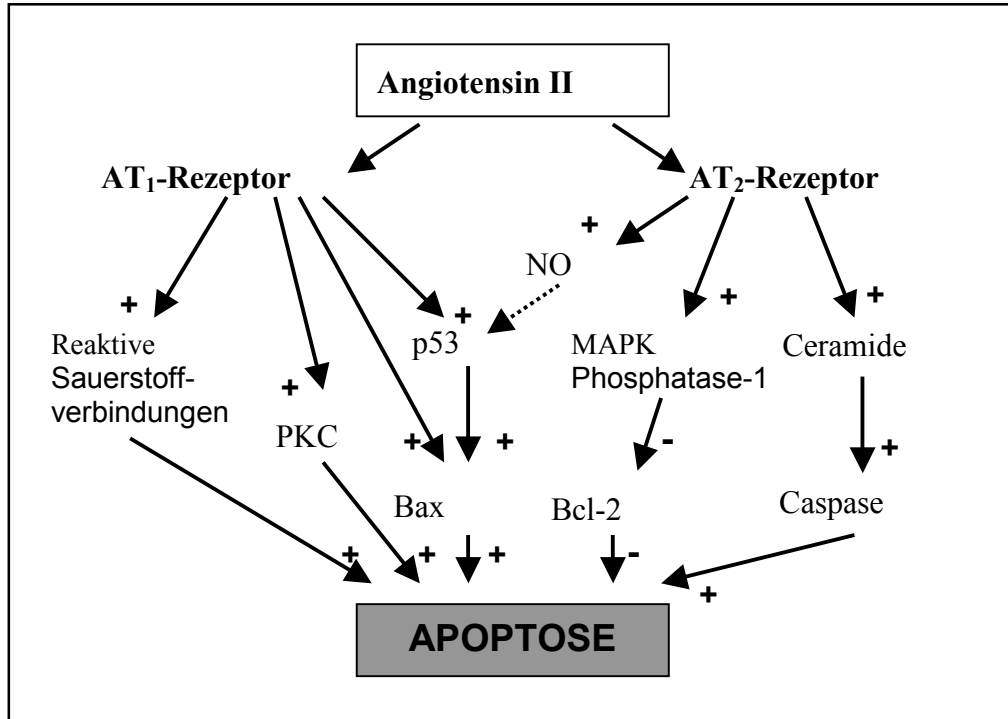 Angiotensin II
AT₁-Rezeptor
AT₂-Rezeptor
+
NO
+
+
+
+
p53
Reaktive
Sauerstoff-
verbindungen
MAPK
Phosphatase-1
Ceramide
+
PKC
+
+
-
+
Bax
Bcl-2
Caspase
+
+
+
-
+
APOPTOSE